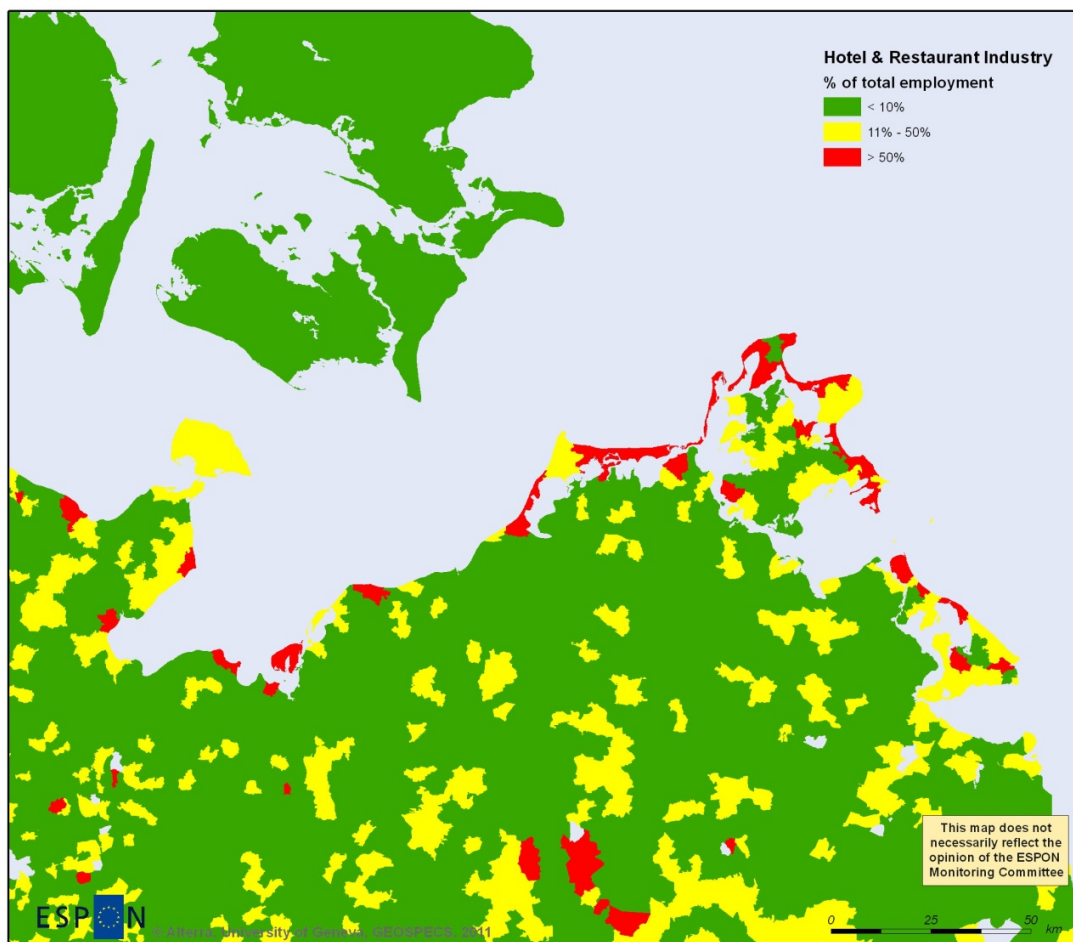 Hotel & Restaurant Industry
% of total employment
< 10%
11% - 50%
> 50%
This map does not
necessarily reflect the
opinion of the ESPON
Monitoring Committee
ESPON
© Alterra, University of Geneva, GEOSPECS, 2011
0 25 50
km